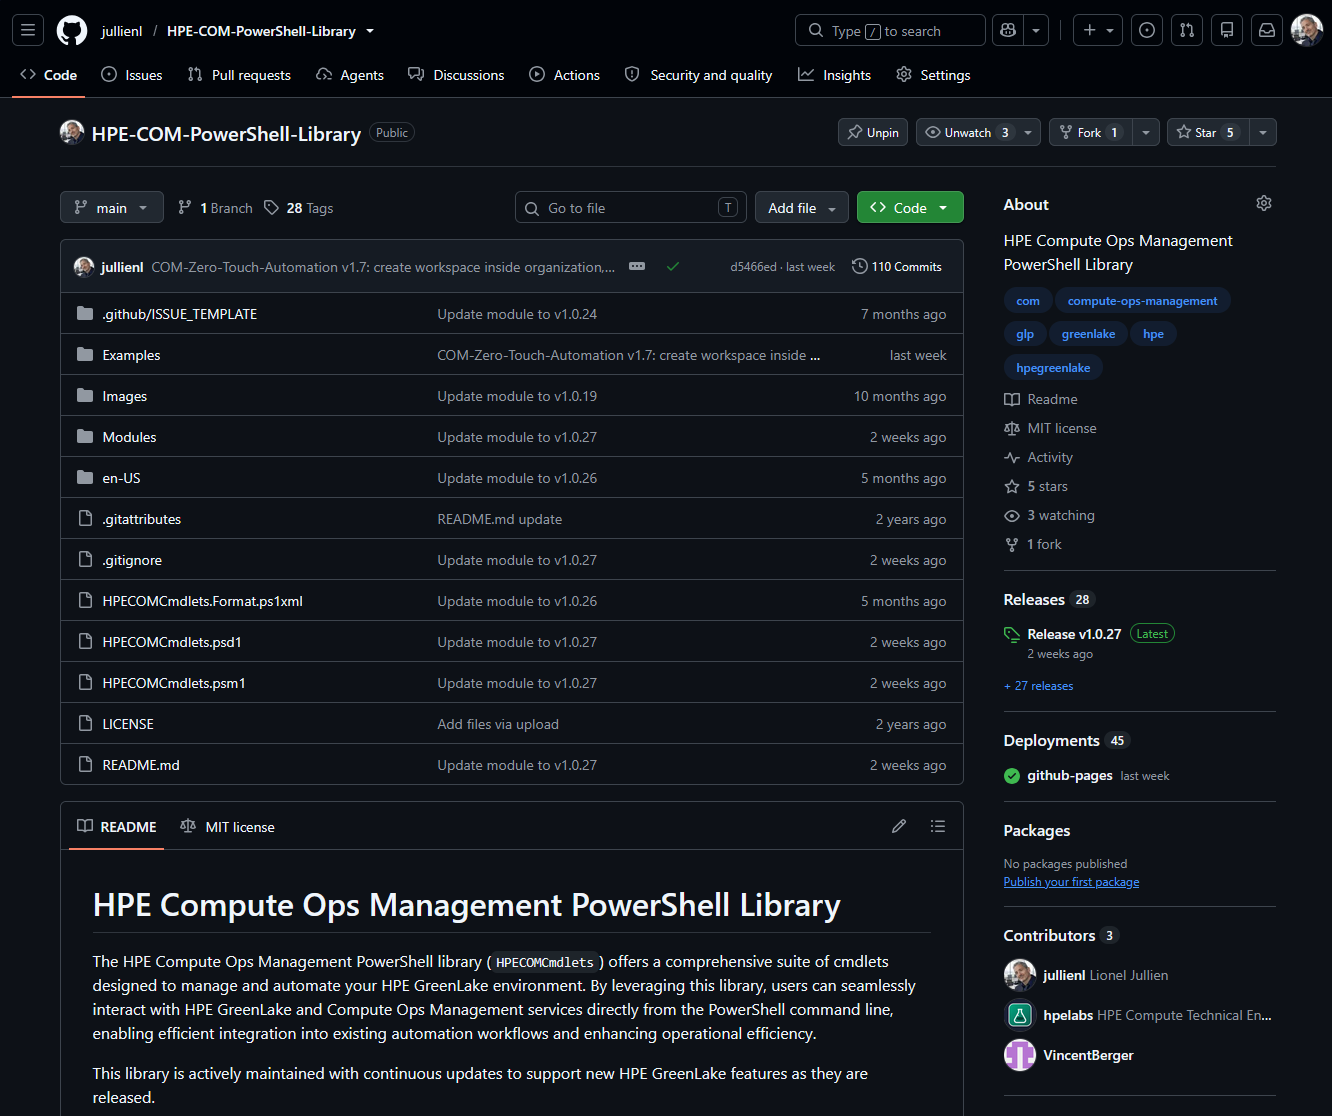 jullienl / HPE-COM-PowerShell-Library
Type / to search
Code
Issues
Pull requests
Agents
Discussions
Actions
Security and quality
Insights
Settings
HPE-COM-PowerShell-Library Public
Unpin
Unwatch 3
Fork 1
Star 5
main
1 Branch
28 Tags
Go to file T
Add file
Code
jullienl COM-Zero-Touch-Automation v1.7: create workspace inside organization,... d5466ed · last week 110 Commits
.github/ISSUE_TEMPLATE Update module to v1.0.24 7 months ago
Examples COM-Zero-Touch-Automation v1.7: create workspace inside ... last week
Images Update module to v1.0.19 10 months ago
Modules Update module to v1.0.27 2 weeks ago
en-US Update module to v1.0.26 5 months ago
.gitattributes README.md update 2 years ago
.gitignore Update module to v1.0.27 2 weeks ago
HPECOMCmdlets.Format.ps1xml Update module to v1.0.26 5 months ago
HPECOMCmdlets.psd1 Update module to v1.0.27 2 weeks ago
HPECOMCmdlets.psm1 Update module to v1.0.27 2 weeks ago
LICENSE Add files via upload 2 years ago
README.md Update module to v1.0.27 2 weeks ago
README
MIT license
HPE Compute Ops Management PowerShell Library
The HPE Compute Ops Management PowerShell library (HPECOMCmdlets) offers a comprehensive suite of cmdlets
designed to manage and automate your HPE GreenLake environment. By leveraging this library, users can seamlessly
interact with HPE GreenLake and Compute Ops Management services directly from the PowerShell command line,
enabling efficient integration into existing automation workflows and enhancing operational efficiency.
This library is actively maintained with continuous updates to support new HPE GreenLake features as they are
released.
About
HPE Compute Ops Management
PowerShell Library
com compute-ops-management
glp greenlake hpe
hpegreenlake
Readme
MIT license
Activity
5 stars
3 watching
1 fork
Releases 28
Release v1.0.27 Latest
2 weeks ago
+ 27 releases
Deployments 45
github-pages last week
Packages
No packages published
Publish your first package
Contributors 3
jullienl Lionel Jullien
hpelabs HPE Compute Technical En...
VincentBerger